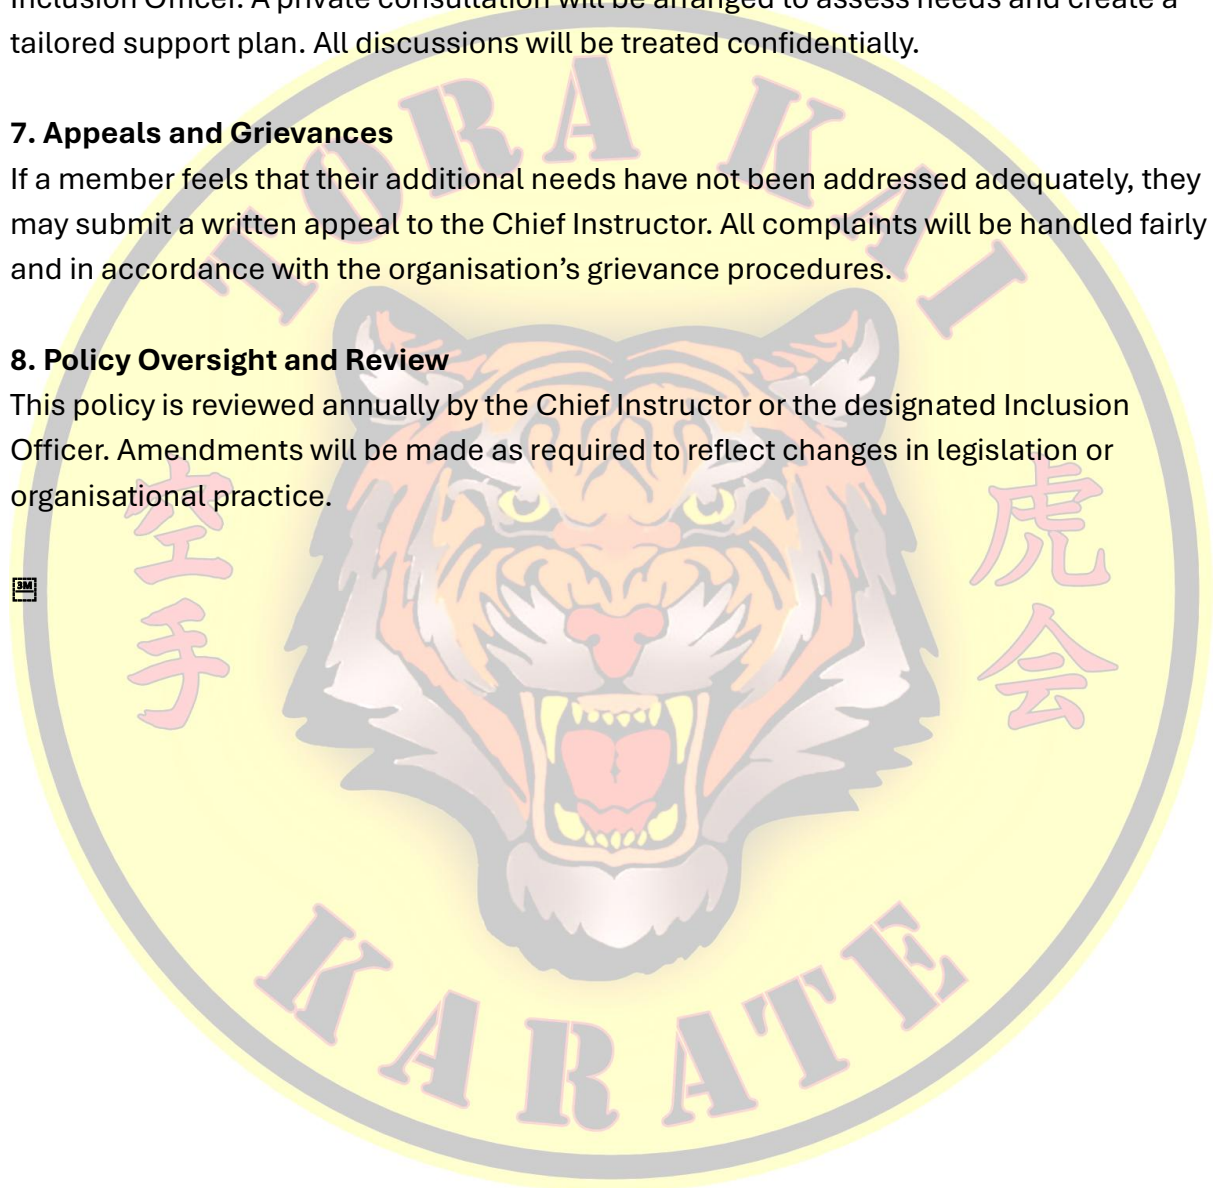 Inclusion Officer. A private consultation will be arranged to assess needs and create a
tailored support plan. All discussions will be treated confidentially.
7. Appeals and Grievances
If a member feels that their additional needs have not been addressed adequately, they
may submit a written appeal to the Chief Instructor. All complaints will be handled fairly
and in accordance with the organisation’s grievance procedures.
8. Policy Oversight and Review
This policy is reviewed annually by the Chief Instructor or the designated Inclusion
Officer. Amendments will be made as required to reflect changes in legislation or
organisational practice.
3M
TORA KAI
空手
虎会
KARATE